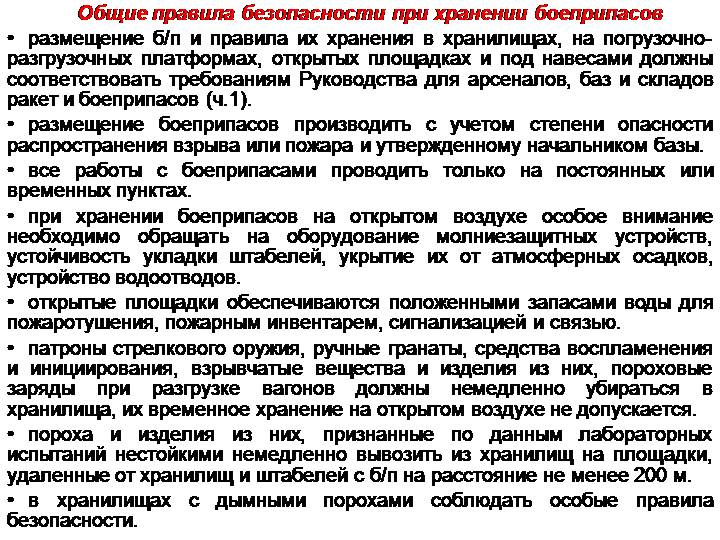 Общие правила безопасности при хранении боеприпасов
• размещение б/п и правила их хранения в хранилищах, на погрузочно-
разгрузочных платформах, открытых площадках и под навесами должны
соответствовать требованиям Руководства для арсеналов, баз и складов
ракет и боеприпасов (ч.1).
• размещение боеприпасов производить с учетом степени опасности
распространения взрыва или пожара и утвержденному начальником базы.
• все работы с боеприпасами проводить только на постоянных или
временных пунктах.
• при хранении боеприпасов на открытом воздухе особое внимание
необходимо обращать на оборудование молниезащитных устройств,
устойчивость укладки штабелей, укрытие их от атмосферных осадков,
устройство водоотводов.
• открытые площадки обеспечиваются положенными запасами воды для
пожаротушения, пожарным инвентарем, сигнализацией и связью.
• патроны стрелкового оружия, ручные гранаты, средства воспламенения
и инициирования, взрывчатые вещества и изделия из них, пороховые
заряды при разгрузке вагонов должны немедленно убираться в
хранилища, их временное хранение на открытом воздухе не допускается.
• пороха и изделия из них, признанные по данным лабораторных
испытаний нестойкими немедленно вывозить из хранилищ на площадки,
удаленные от хранилищ и штабелей с б/п на расстояние не менее 200 м.
• в хранилищах с дымными порохами соблюдать особые правила
безопасности.